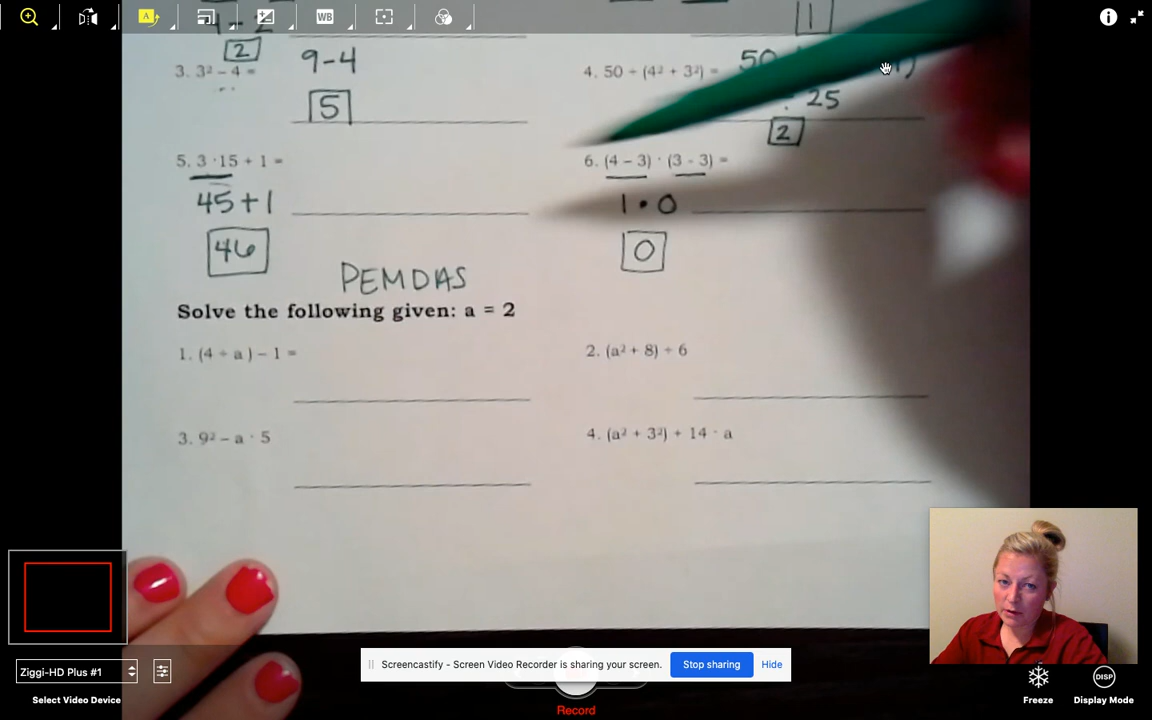 2
1
3. 3² - 4 =
9-4
5
4. 50 ÷ (4² + 3²) =
50
÷ 25
2
5. 3 · 15 + 1 =
45+1
46
6. (4 - 3) · (3 - 3) =
1 • 0
0
PEMDAS
Solve the following given: a = 2
1. (4 ÷ a ) - 1 =
2. (a² + 8) ÷ 6
3. 9² - a · 5
4. (a² + 3²) + 14 · a
WB
A
Screencastify - Screen Video Recorder is sharing your screen.
Stop sharing
Hide
Ziggi-HD Plus #1
Select Video Device
Record
DISP
Freeze
Display Mode